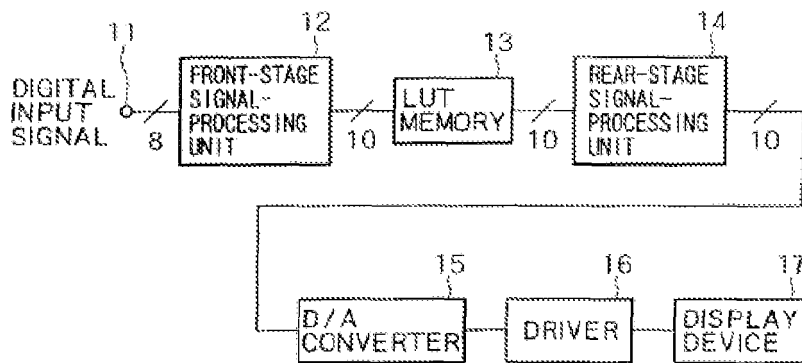 11
12
13
14
DIGITAL
INPUT
SIGNAL
8
FRONT-STAGE
SIGNAL-
PROCESSING
UNIT
10
LUT
MEMORY
10
REAR-STAGE
SIGNAL-
PROCESSING
UNIT
10
15
16
17
D/A
CONVERTER
DRIVER
DISPLAY
DEVICE